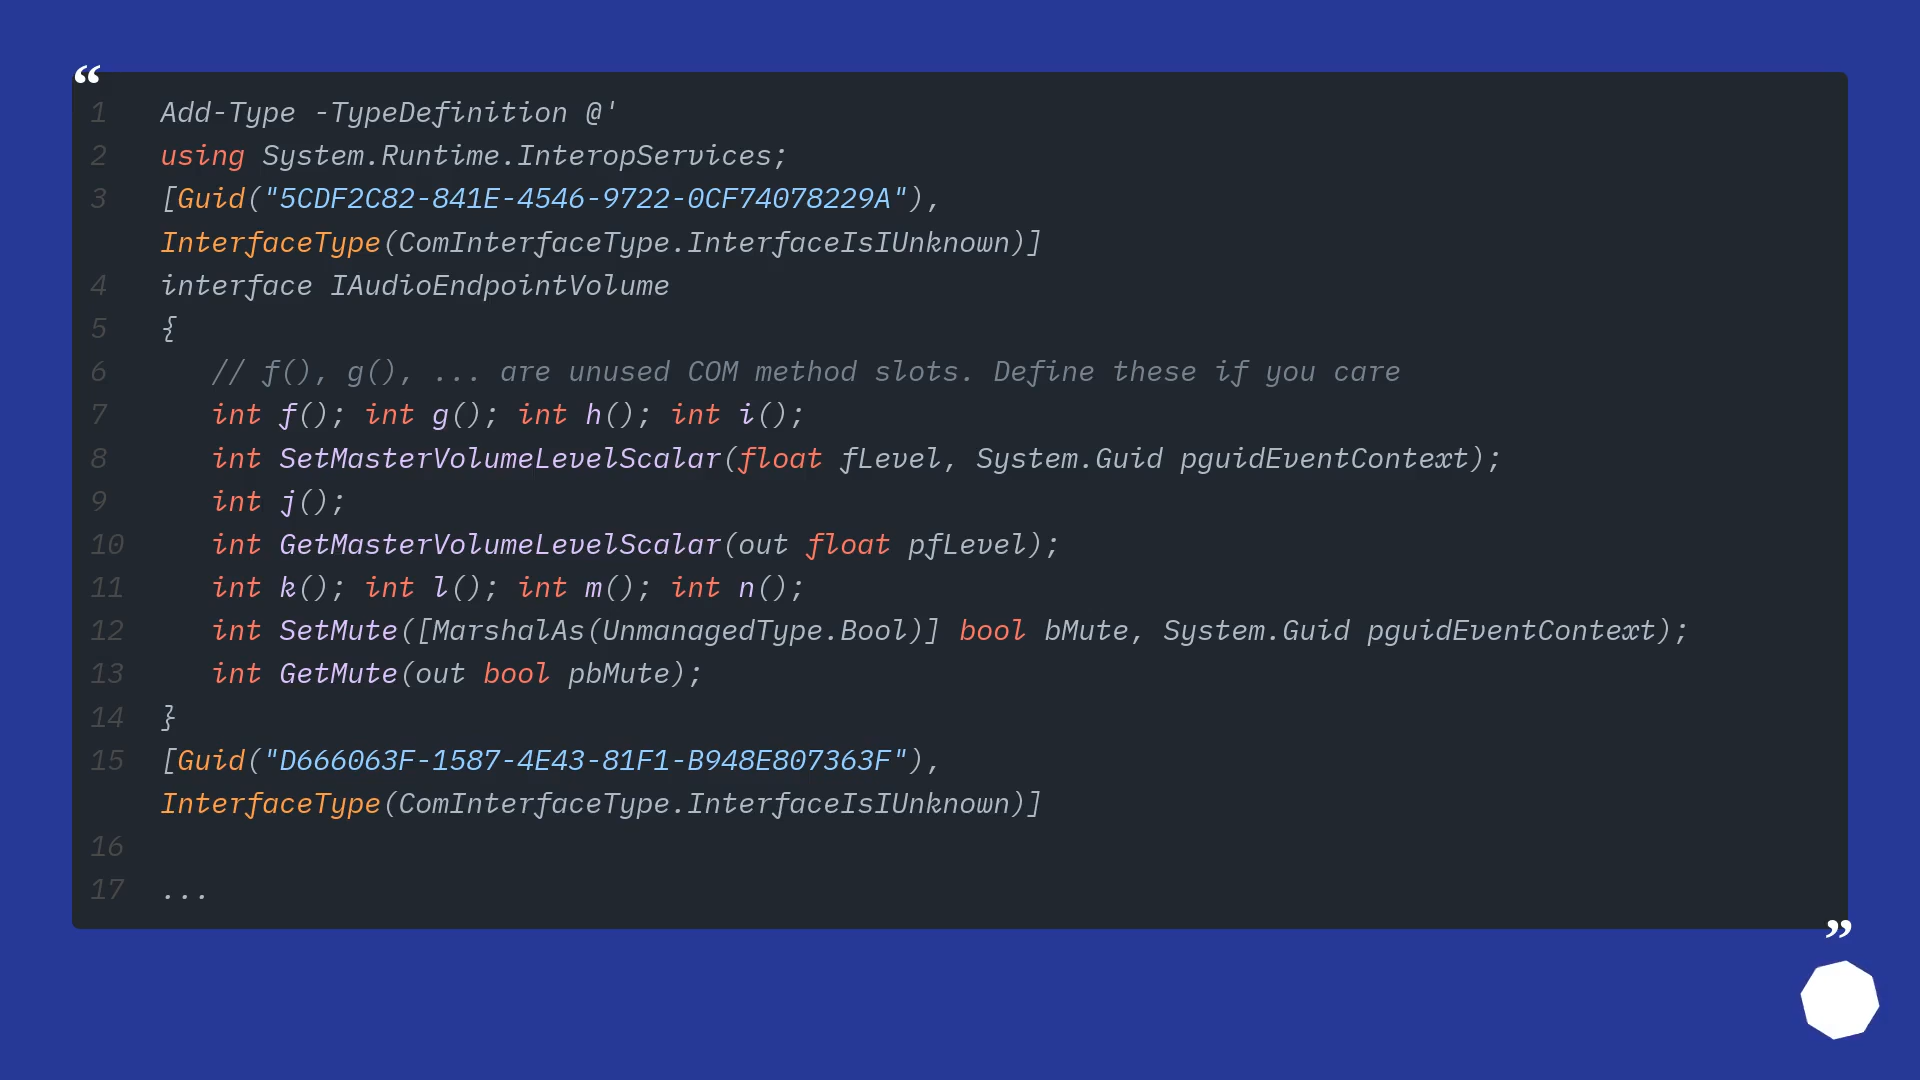 “
1 Add-Type -TypeDefinition @'
2 using System.Runtime.InteropServices;
3 [Guid("5CDF2C82-841E-4546-9722-0CF74078229A"),
InterfaceType(ComInterfaceType.InterfaceIsIUnknown)]
4 interface IAudioEndpointVolume
5 {
6 // f(), g(), ... are unused COM method slots. Define these if you care
7 int f(); int g(); int h(); int i();
8 int SetMasterVolumeLevelScalar(float fLevel, System.Guid pguidEventContext);
9 int j();
10 int GetMasterVolumeLevelScalar(out float pfLevel);
11 int k(); int l(); int m(); int n();
12 int SetMute([MarshalAs(UnmanagedType.Bool)] bool bMute, System.Guid pguidEventContext);
13 int GetMute(out bool pbMute);
14 }
15 [Guid("D666063F-1587-4E43-81F1-B948E807363F"),
InterfaceType(ComInterfaceType.InterfaceIsIUnknown)]
16
17 ...
”